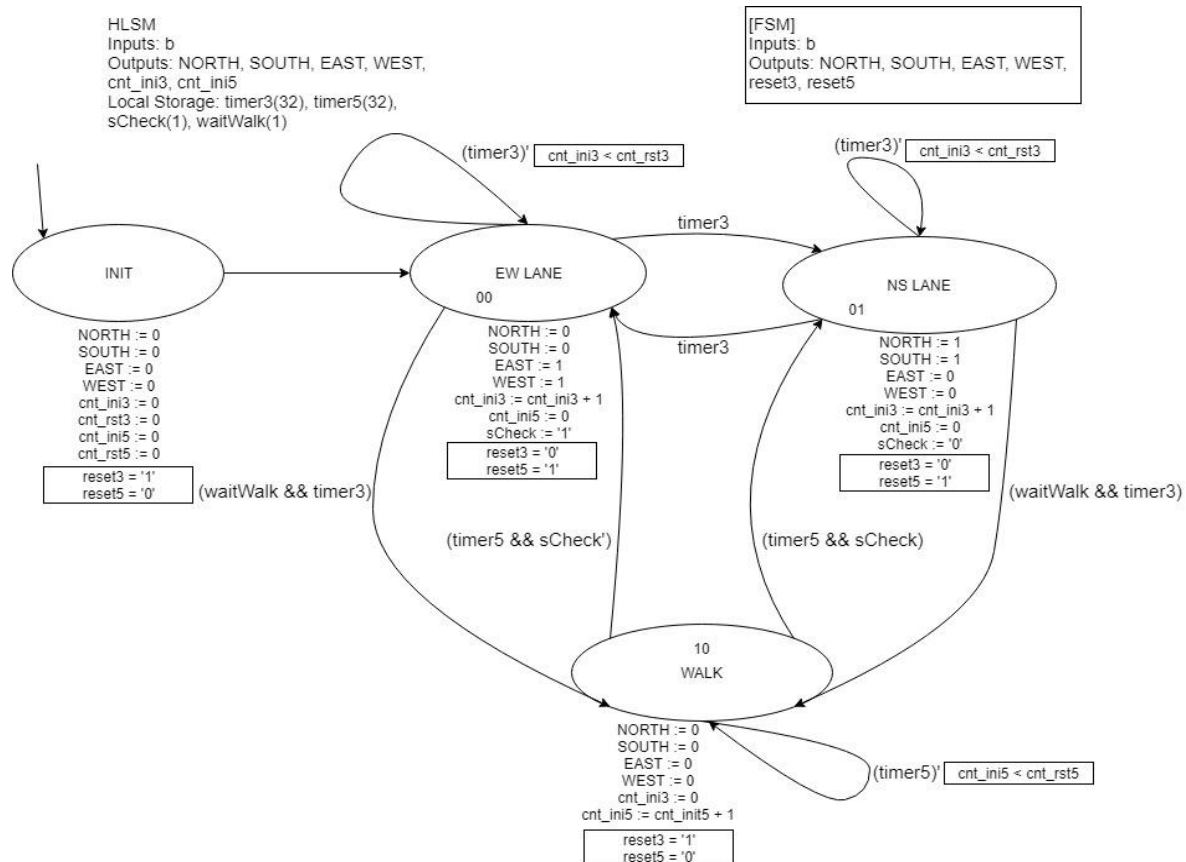 HLSM
Inputs: b
Outputs: NORTH, SOUTH, EAST, WEST,
cnt_ini3, cnt_ini5
Local Storage: timer3(32), timer5(32),
sCheck(1), waitWalk(1)
[FSM]
Inputs: b
Outputs: NORTH, SOUTH, EAST, WEST,
reset3, reset5
(timer3)' cnt_ini3 < cnt_rst3
(timer3)' cnt_ini3 < cnt_rst3
timer3
INIT
EW LANE
00
NS LANE
01
timer3
NORTH := 0
SOUTH := 0
EAST := 0
WEST := 0
cnt_ini3 := 0
cnt_rst3 := 0
cnt_ini5 := 0
cnt_rst5 := 0
reset3 = '1'
reset5 = '0'
NORTH := 0
SOUTH := 0
EAST := 1
WEST := 1
cnt_ini3 := cnt_ini3 + 1
cnt_ini5 := 0
sCheck := '1'
reset3 = '0'
reset5 = '1'
NORTH := 1
SOUTH := 1
EAST := 0
WEST := 0
cnt_ini3 := cnt_ini3 + 1
cnt_ini5 := 0
sCheck := '0'
reset3 = '0'
reset5 = '1'
(waitWalk && timer3)
(waitWalk && timer3)
(timer5 && sCheck')
(timer5 && sCheck)
10
WALK
NORTH := 0
SOUTH := 0
EAST := 0
WEST := 0
cnt_ini3 := 0
cnt_ini5 := cnt_init5 + 1
reset3 = '1'
reset5 = '0'
(timer5)' cnt_ini5 < cnt_rst5